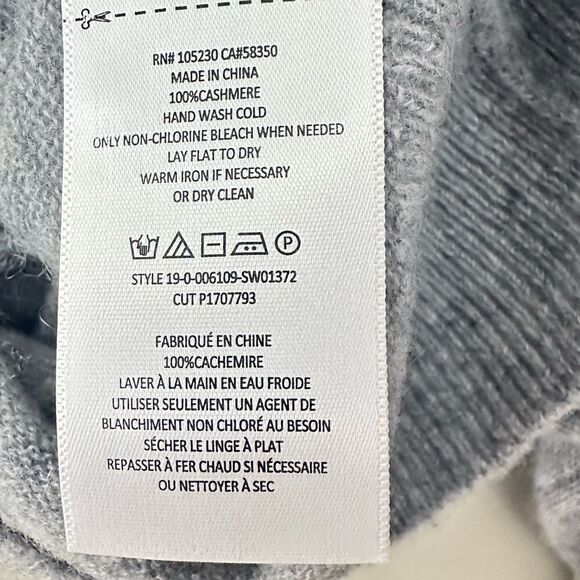 RN# 105230 CA#58350
MADE IN CHINA
100%CASHMERE
HAND WASH COLD
ONLY NON-CHLORINE BLEACH WHEN NEEDED
LAY FLAT TO DRY
WARM IRON IF NECESSARY
OR DRY CLEAN
P
STYLE 19-0-006109-SW01372
CUT P1707793
FABRIQUÉ EN CHINE
100%CACHEMIRE
LAVER À LA MAIN EN EAU FROIDE
UTILISER SEULEMENT UN AGENT DE
BLANCHIMENT NON CHLORÉ AU BESOIN
SÉCHER LE LINGE À PLAT
REPASSER À FER CHAUD SI NÉCESSAIRE
OU NETTOYER À SEC